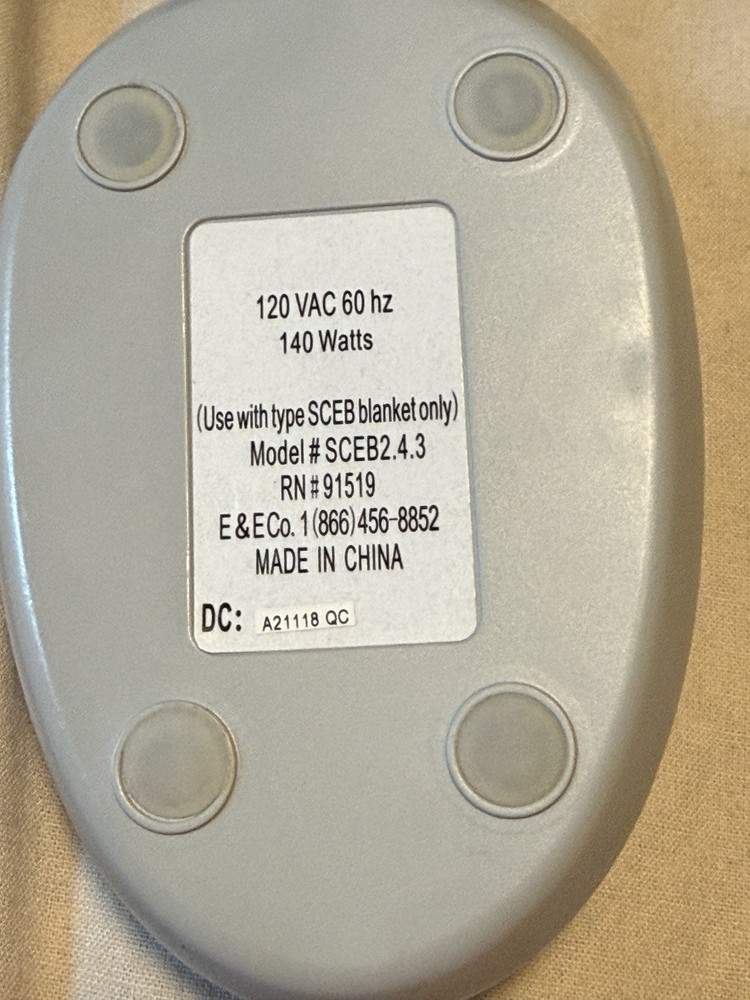 120 VAC 60 hz
140 Watts
(Use with type SCEB blanket only)
Model # SCEB2.4.3
RN#91519
E & E Co. 1(866)456-8852
MADE IN CHINA
DC: A21118 QC